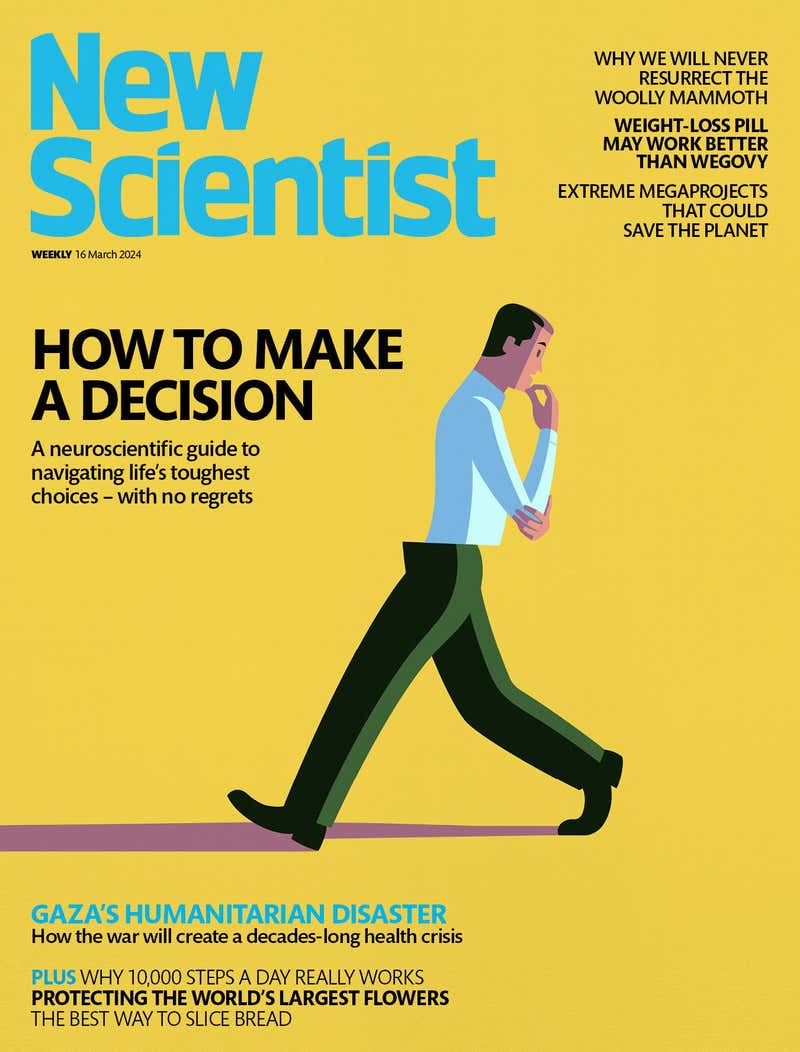 New
Scientist
WEEKLY 16 March 2024
WHY WE WILL NEVER
RESURRECT THE
WOOLLY MAMMOTH
WEIGHT-LOSS PILL
MAY WORK BETTER
THAN WEGOVY
EXTREME MEGAPROJECTS
THAT COULD
SAVE THE PLANET
HOW TO MAKE
A DECISION
A neuroscientific guide to
navigating life’s toughest
choices – with no regrets
GAZA’S HUMANITARIAN DISASTER
How the war will create a decades-long health crisis
PLUS WHY 10,000 STEPS A DAY REALLY WORKS
PROTECTING THE WORLD’S LARGEST FLOWERS
THE BEST WAY TO SLICE BREAD